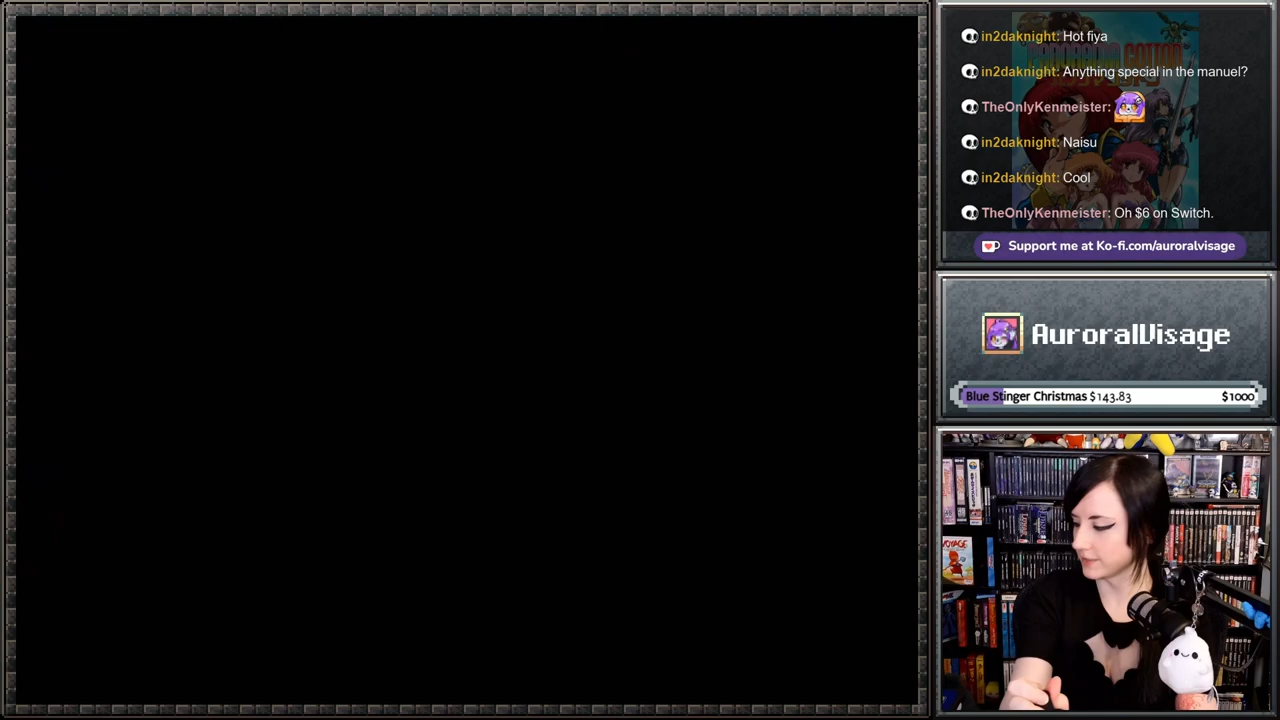 in2daknight: Hot fiya
in2daknight: Anything special in the manuel?
TheOnlyKenmeister:
in2daknight: Naisu
in2daknight: Cool
TheOnlyKenmeister: Oh $6 on Switch.
Support me at Ko-fi.com/auroralvisage
AuroralVisage
Blue Stinger Christmas $143.83 $1000
VOYAGE